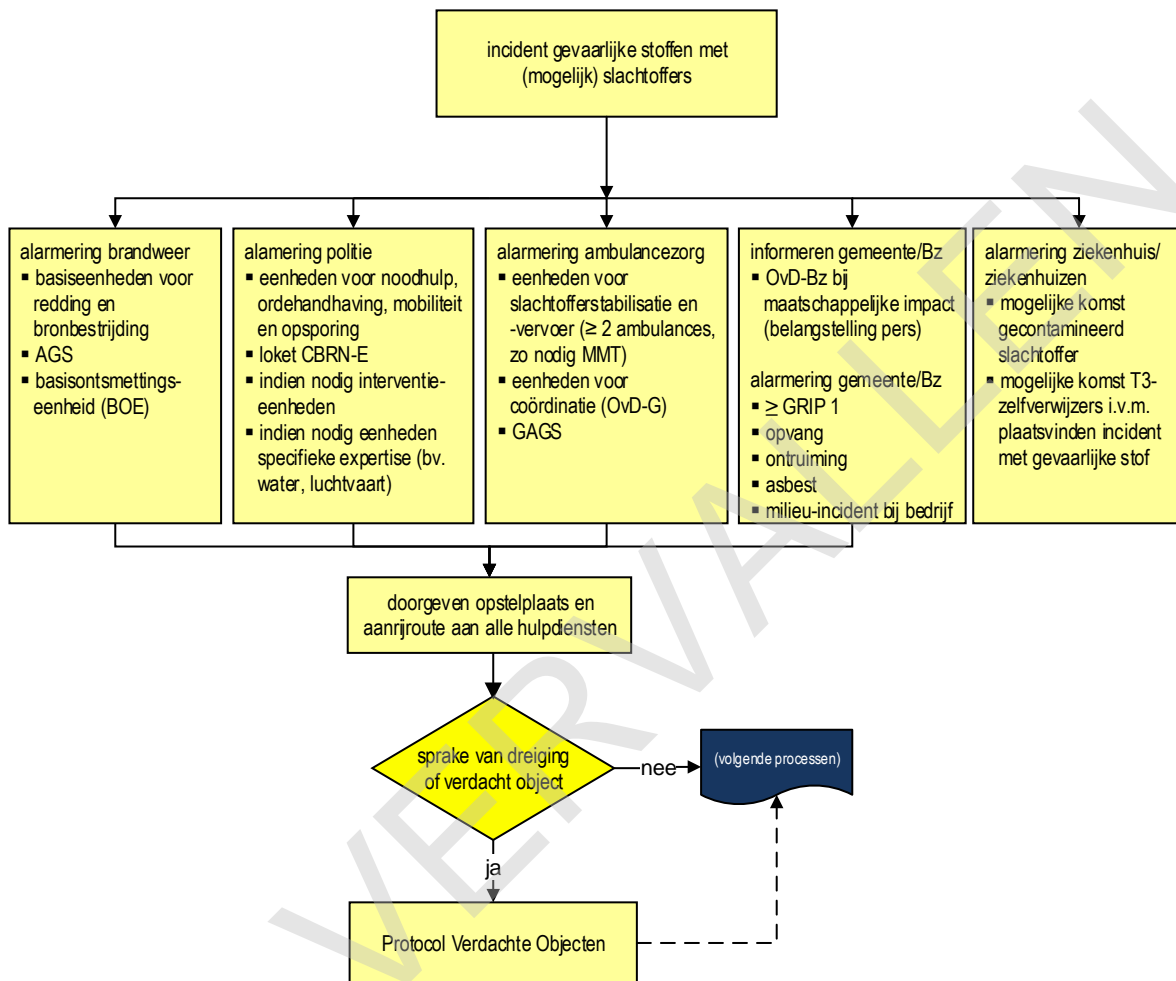 incident gevaarlijke stoffen met
(mogelijk) slachtoffers
alarmering brandweer
▪ basiseenheden voor
redding en
bronbestrijding
▪ AGS
▪ basisontsmettings-
eenheid (BOE)
alamering politie
▪ eenheden voor noodhulp,
ordehandhaving, mobiliteit
en opsporing
▪ loket CBRN-E
▪ indien nodig interventie-
eenheden
▪ indien nodig eenheden
specifieke expertise (bv.
water, luchtvaart)
alarmering ambulancezorg
▪ eenheden voor
slachtofferstabilisatie en
-vervoer (≥ 2 ambulances,
zo nodig MMT)
▪ eenheden voor
coördinatie (OvD-G)
▪ GAGS
informeren gemeente/Bz
▪ OvD-Bz bij
maatschappelijke impact
(belangstelling pers)
alarmering gemeente/Bz
▪ ≥ GRIP 1
▪ opvang
▪ ontruiming
▪ asbest
▪ milieu-incident bij bedrijf
alarmering ziekenhuis/
ziekenhuizen
▪ mogelijke komst
gecontamineerd
slachtoffer
▪ mogelijke komst T3-
zelfverwijzers i.v.m.
plaatsvinden incident
met gevaarlijke stof
doorgeven opstelplaats en
aanrijroute aan alle hulpdiensten
sprake van dreiging
of verdacht object
nee
(volgende processen)
ja
Protocol Verdachte Objecten
VERVALLEN